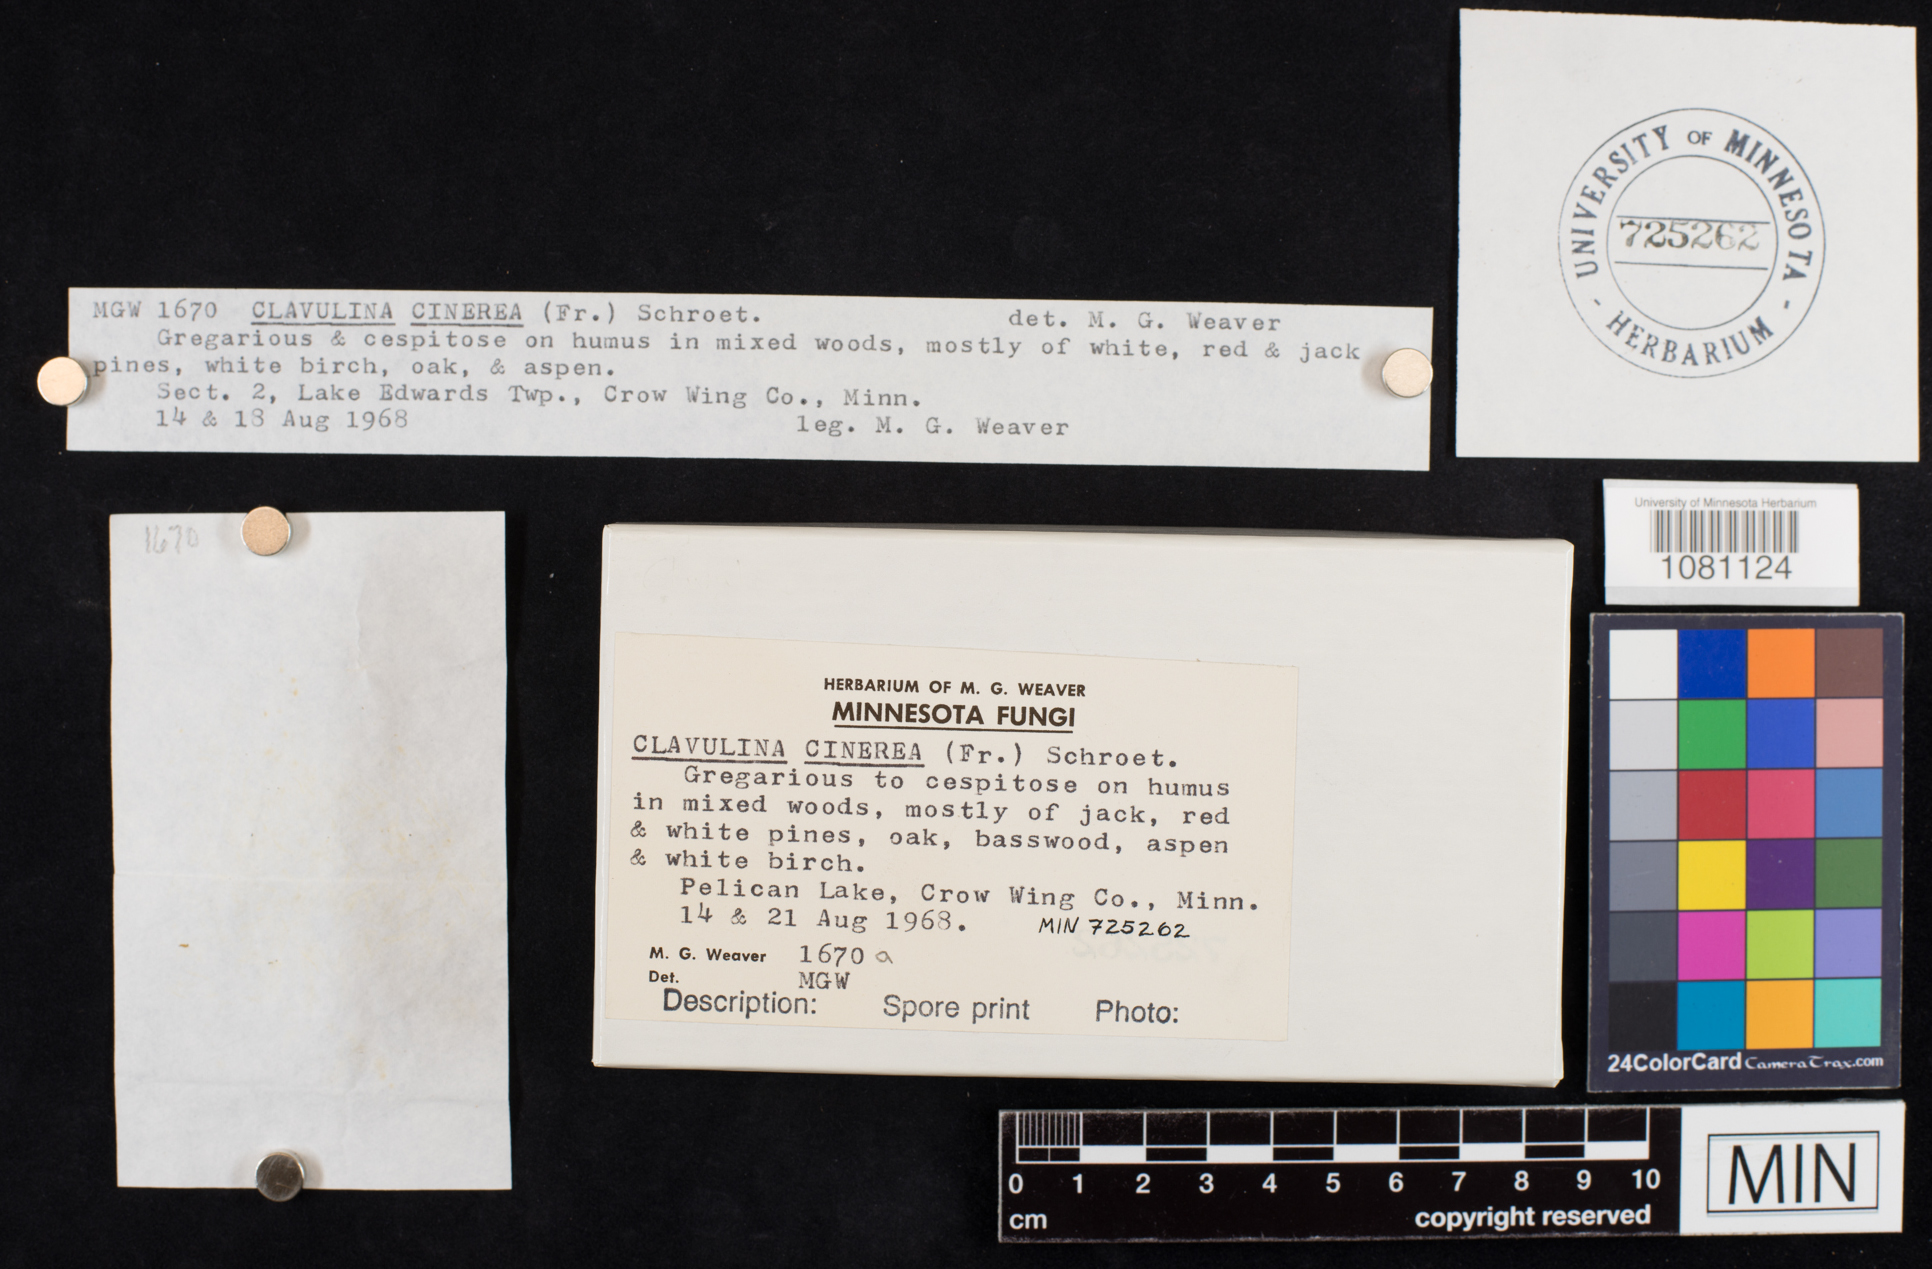 UNIVERSITY OF MINNESOTA
725262
- HERBARIUM -
MGW 1670 CLAVULINA CINEREA (Fr.) Schroet. det. M. G. Weaver
Gregarious & cespitose on humus in mixed woods, mostly of white, red & jack
pines, white birch, oak, & aspen.
Sect. 2, Lake Edwards Twp., Crow Wing Co., Minn.
14 & 18 Aug 1968 leg. M. G. Weaver
University of Minnesota Herbarium
1081124
1670
HERBARIUM OF M. G. WEAVER
MINNESOTA FUNGI
CLAVULINA CINEREA (Fr.) Schroet.
Gregarious to cespitose on humus
in mixed woods, mostly of jack, red
& white pines, oak, basswood, aspen
& white birch.
Pelican Lake, Crow Wing Co., Minn.
14 & 21 Aug 1968. MIN 725262
M. G. Weaver 1670 a
Det. MGW
Description: Spore print Photo:
24ColorCard CameraTrax.com
0 1 2 3 4 5 6 7 8 9 10
cm copyright reserved
MIN